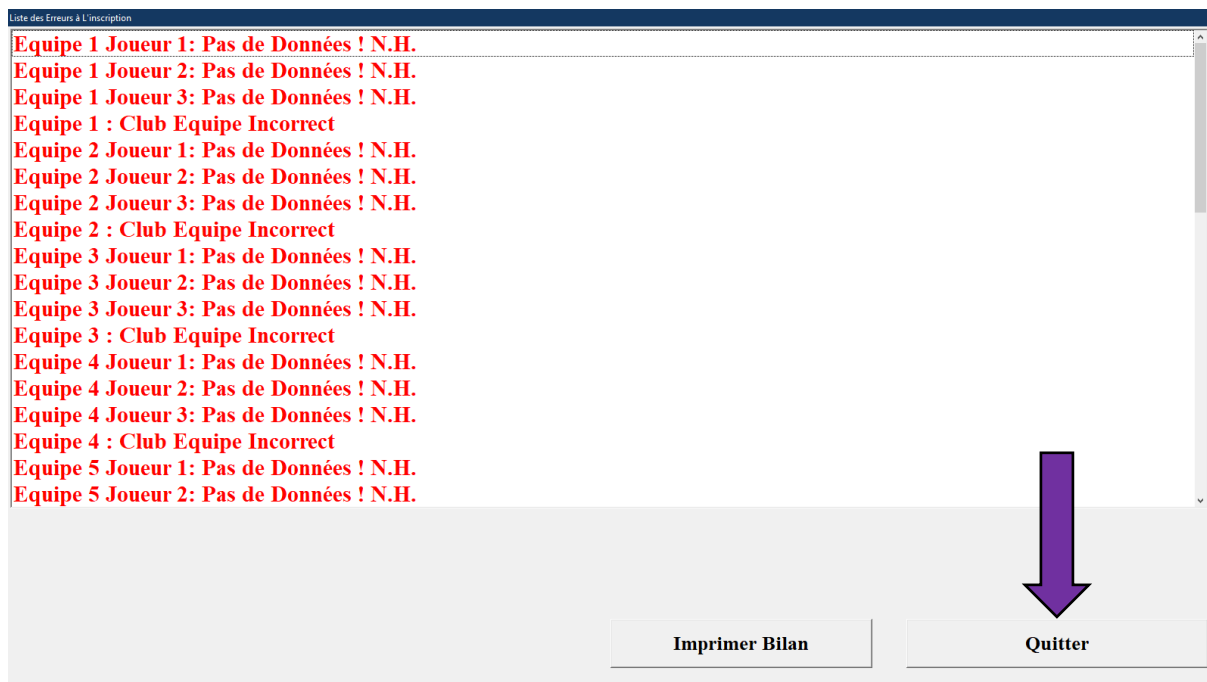 Liste des Erreurs à L'inscription
Equipe 1 Joueur 1: Pas de Données ! N.H.
Equipe 1 Joueur 2: Pas de Données ! N.H.
Equipe 1 Joueur 3: Pas de Données ! N.H.
Equipe 1 : Club Equipe Incorrect
Equipe 2 Joueur 1: Pas de Données ! N.H.
Equipe 2 Joueur 2: Pas de Données ! N.H.
Equipe 2 Joueur 3: Pas de Données ! N.H.
Equipe 2 : Club Equipe Incorrect
Equipe 3 Joueur 1: Pas de Données ! N.H.
Equipe 3 Joueur 2: Pas de Données ! N.H.
Equipe 3 Joueur 3: Pas de Données ! N.H.
Equipe 3 : Club Equipe Incorrect
Equipe 4 Joueur 1: Pas de Données ! N.H.
Equipe 4 Joueur 2: Pas de Données ! N.H.
Equipe 4 Joueur 3: Pas de Données ! N.H.
Equipe 4 : Club Equipe Incorrect
Equipe 5 Joueur 1: Pas de Données ! N.H.
Equipe 5 Joueur 2: Pas de Données ! N.H.
Imprimer Bilan
Quitter